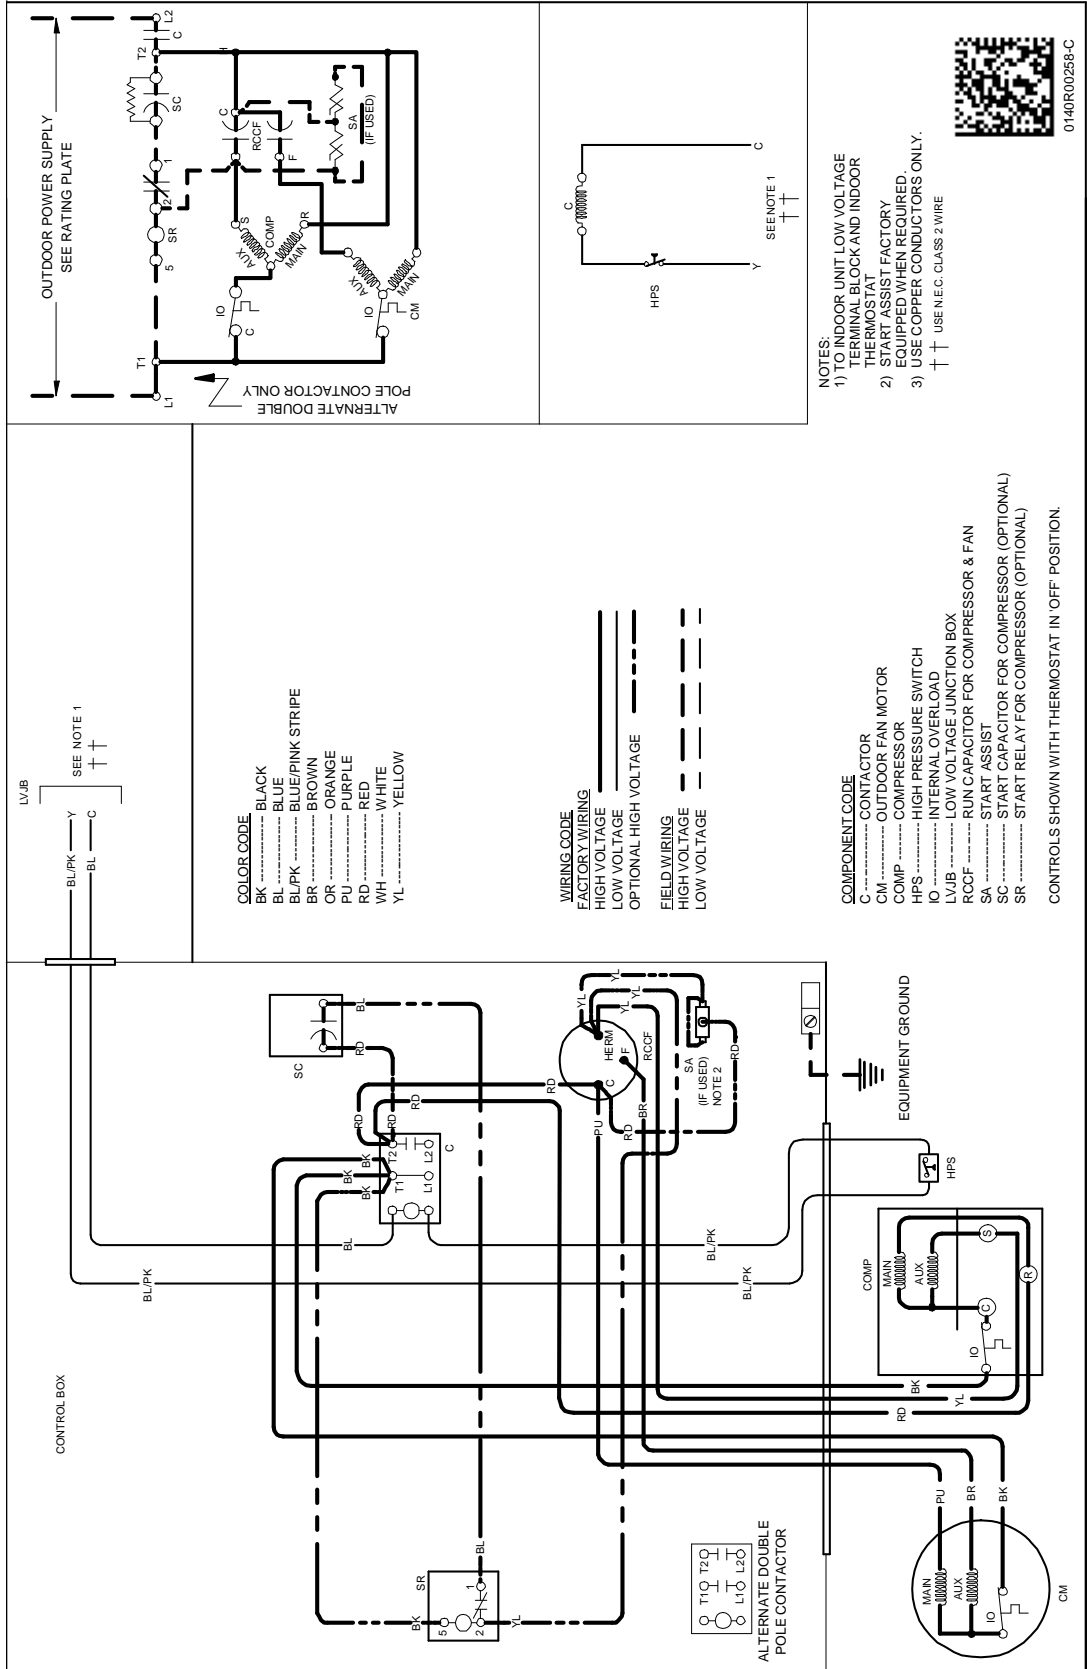 CONTROL BOX
LVJB
SEE NOTE 1
Y
C
BL/PK
BL
BL/PK
BL
BL/PK
BL/PK
SR
5
2
1
BK
YL
BL
SC
RD
BL
RD
RD
RD
RD
BK
BK
BK
T2
T1
L1
L2
C
RD
YL
YL
YL
HERM
F
C
RCCF
PU
BR
RD
RD
SA
(IF USED)
NOTE 2
ALTERNATE DOUBLE
POLE CONTACTOR
T1
T2
L1
L2
EQUIPMENT GROUND
HPS
COMP
MAIN
AUX
S
R
C
IO
BK
YL
RD
PU
BR
BK
MAIN
AUX
IO
CM
COLOR CODE
BK ---------- BLACK
BL ---------- BLUE
BL/PK ---------- BLUE/PINK STRIPE
BR ---------- BROWN
OR ---------- ORANGE
PU ---------- PURPLE
RD ---------- RED
WH ---------- WHITE
YL ---------- YELLOW
WIRING CODE
FACTORY WIRING
HIGH VOLTAGE
LOW VOLTAGE
OPTIONAL HIGH VOLTAGE
FIELD WIRING
HIGH VOLTAGE
LOW VOLTAGE
COMPONENT CODE
C ---------- CONTACTOR
CM ---------- OUTDOOR FAN MOTOR
COMP ---------- COMPRESSOR
HPS ---------- HIGH PRESSURE SWITCH
IO ---------- INTERNAL OVERLOAD
LVJB ---------- LOW VOLTAGE JUNCTION BOX
RCCF ---------- RUN CAPACITOR FOR COMPRESSOR & FAN
SA ---------- START ASSIST
SC ---------- START CAPACITOR FOR COMPRESSOR (OPTIONAL)
SR ---------- START RELAY FOR COMPRESSOR (OPTIONAL)
CONTROLS SHOWN WITH THERMOSTAT IN 'OFF' POSITION.
OUTDOOR POWER SUPPLY
SEE RATING PLATE
L1
T1
5
SR
2
1
SC
T2
C
L2
ALTERNATE DOUBLE
POLE CONTACTOR ONLY
IO
C
AUX
COMP
MAIN
S
R
RCCF
C
H
F
SA
(IF USED)
IO
AUX
MAIN
CM
C
HPS
Y
C
SEE NOTE 1
NOTES:
1) TO INDOOR UNIT LOW VOLTAGE
TERMINAL BLOCK AND INDOOR
THERMOSTAT
2) START ASSIST FACTORY
EQUIPPED WHEN REQUIRED.
3) USE COPPER CONDUCTORS ONLY.
†† USE N.E.C. CLASS 2 WIRE
0140R00258-C